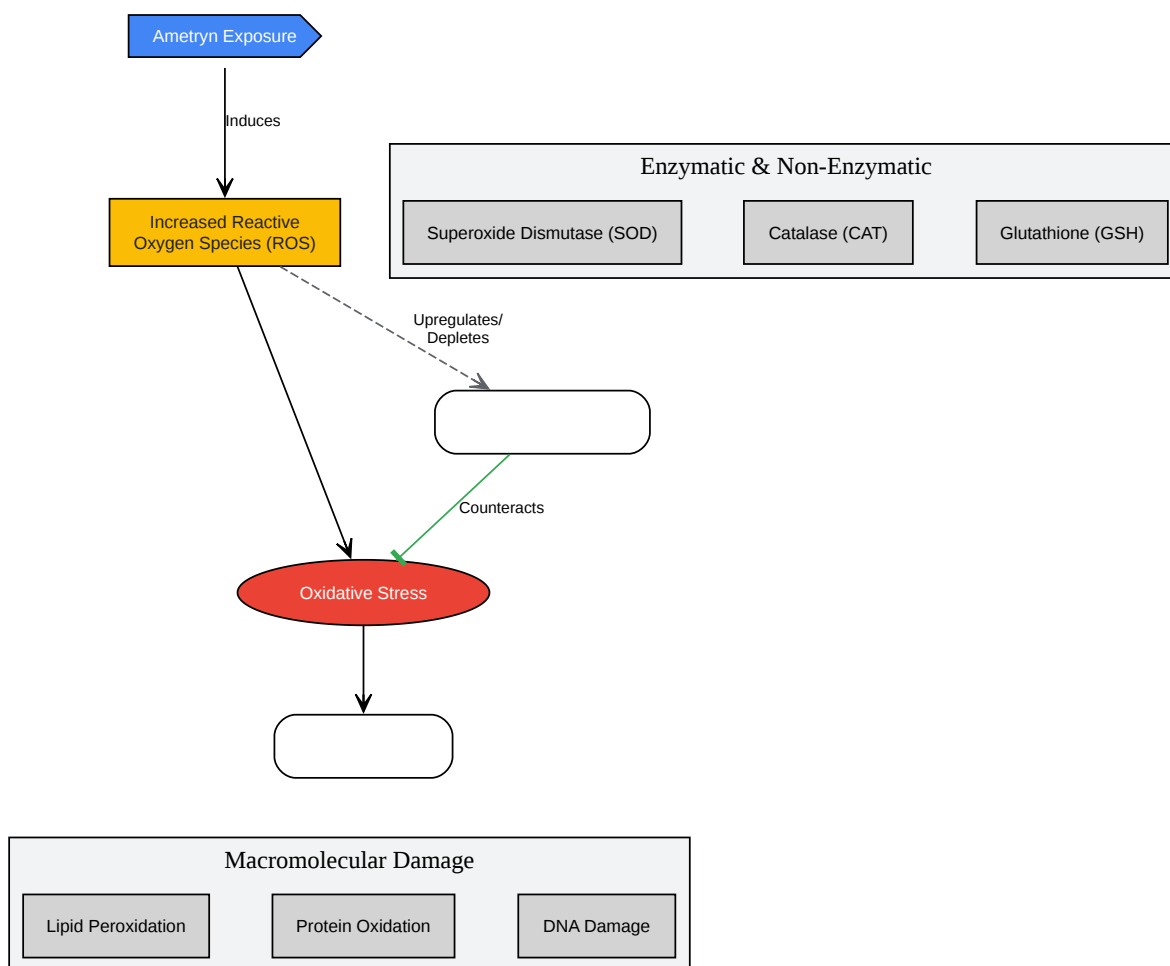 Ametryn Exposure
Induces
Enzymatic & Non-Enzymatic
Superoxide Dismutase (SOD)
Catalase (CAT)
Glutathione (GSH)
Increased Reactive
Oxygen Species (ROS)
Upregulates/
Depletes
Counteracts
Oxidative Stress
Macromolecular Damage
Lipid Peroxidation
Protein Oxidation
DNA Damage